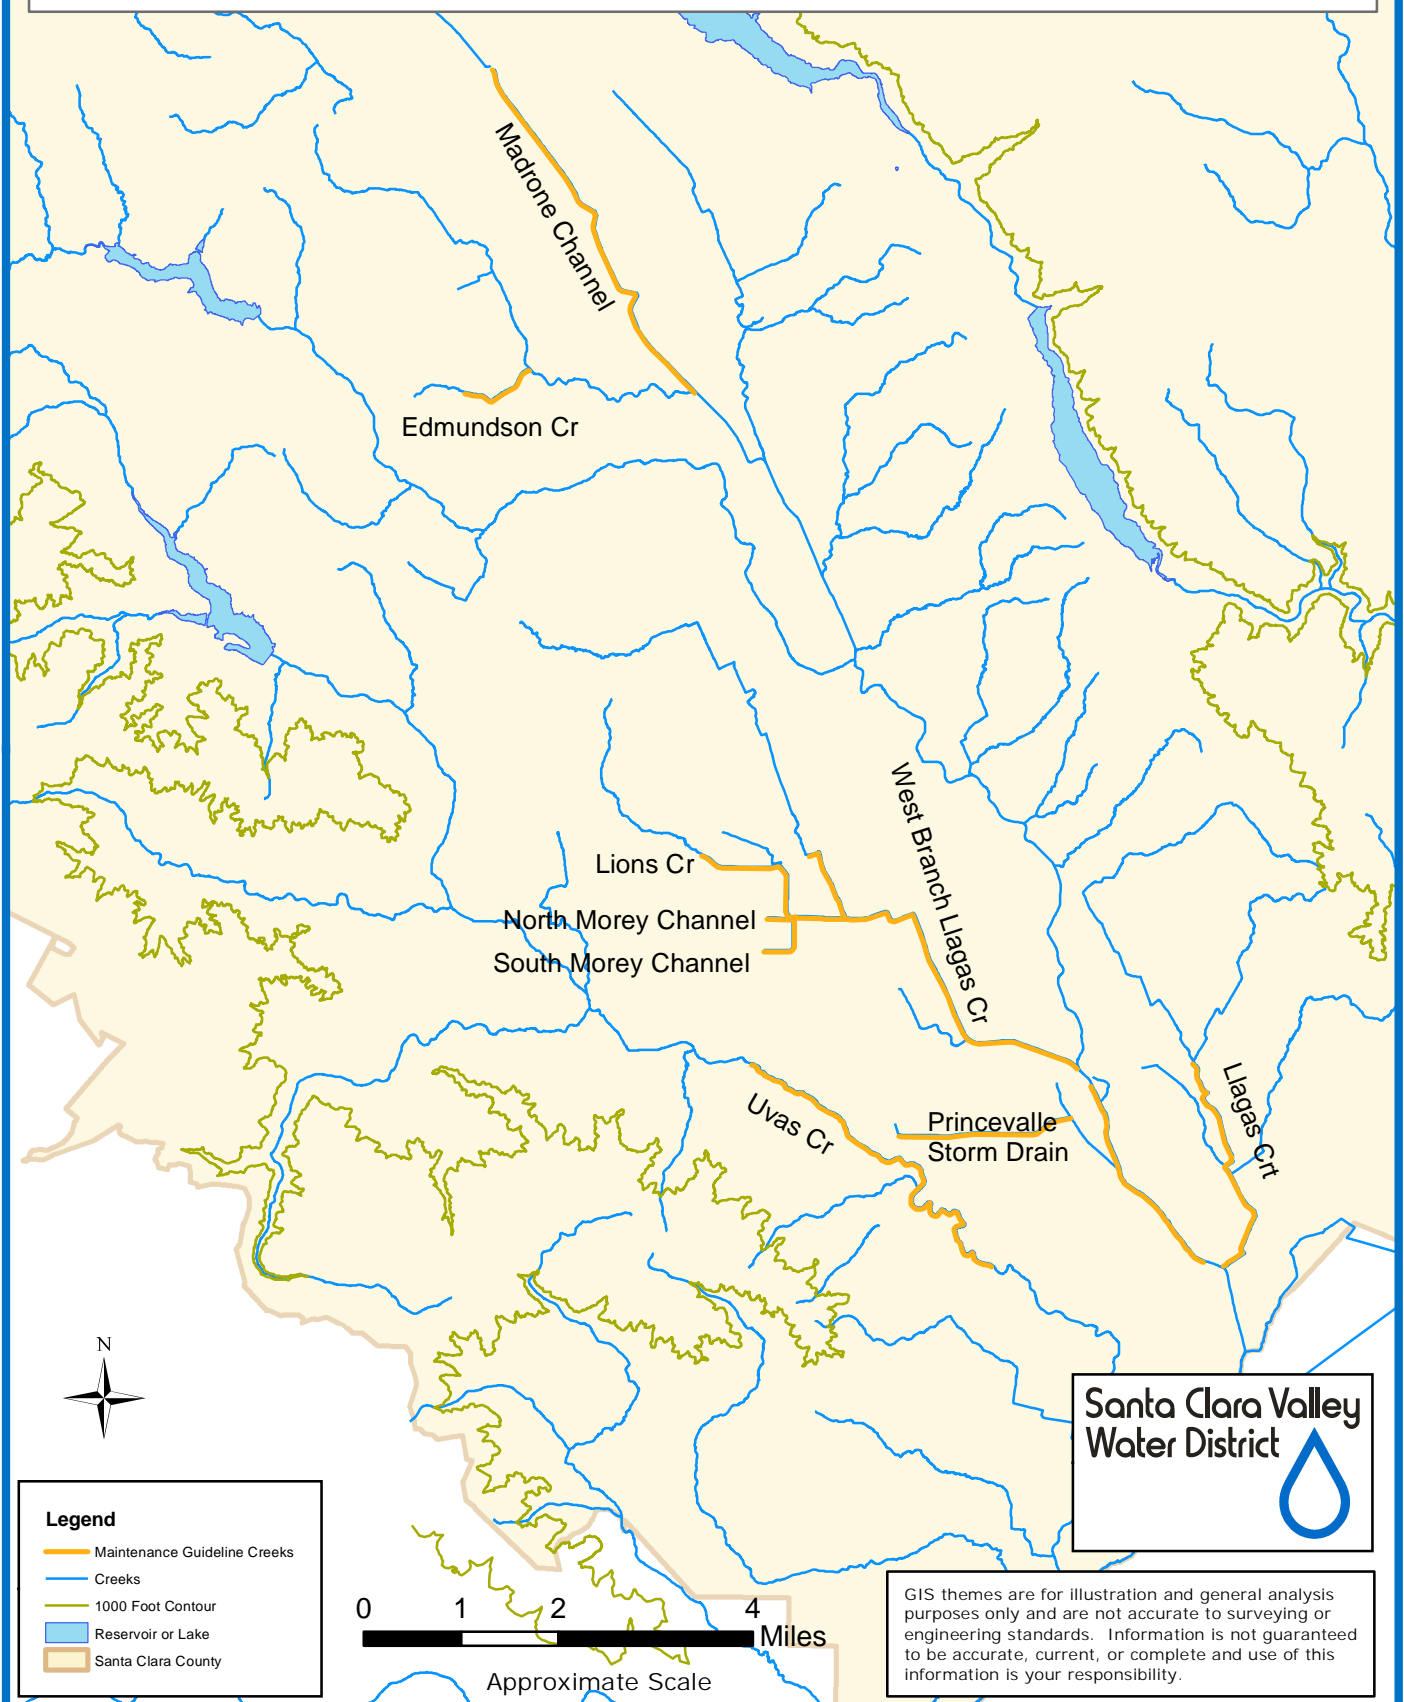 Madrone Channel
Edmundson Cr
West Branch Llagas Cr
Lions Cr
North Morey Channel
South Morey Channel
Uvas Cr
Princevalle
Storm Drain
Llagas Crt
N
Santa Clara Valley
Water District
Legend
Maintenance Guideline Creeks
Creeks
1000 Foot Contour
Reservoir or Lake
Santa Clara County
0 1 2 4
Miles
Approximate Scale
GIS themes are for illustration and general analysis
purposes only and are not accurate to surveying or
engineering standards. Information is not guaranteed
to be accurate, current, or complete and use of this
information is your responsibility.